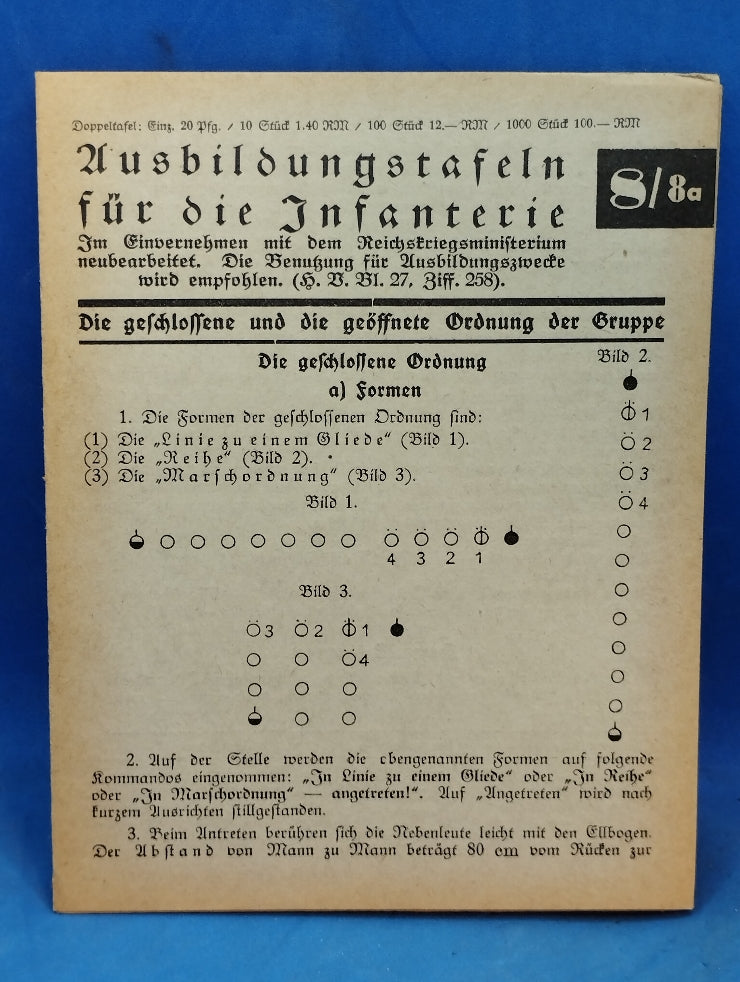 Doppeltafel: Einz. 20 Pfg. / 10 Stück 1.40 RM / 100 Stück 12.— RM / 1000 Stück 100.— RM
Ausbildungstafeln
für die Infanterie
8/8a
Im Einvernehmen mit dem Reichskriegsministerium
neubearbeitet. Die Benutzung für Ausbildungszwecke
wird empfohlen. (H. V. Bl. 27, Ziff. 258).
Die geschlossene und die geöffnete Ordnung der Gruppe
Die geschlossene Ordnung
a) Formen
1. Die Formen der geschlossenen Ordnung sind:
(1) Die „Linie zu einem Gliede“ (Bild 1).
(2) Die „Reihe“ (Bild 2).
(3) Die „Marschordnung“ (Bild 3).
Bild 1.
4 3 2 1
Bild 2.
1
2
3
4
Bild 3.
3 2 1
4
2. Auf der Stelle werden die ebengenannten Formen auf folgende
Kommandos eingenommen: „In Linie zu einem Gliede“ oder „In Reihe“
oder „In Marschordnung“ — angetreten!“. Auf „Angetreten“ wird nach
kurzem Ausrichten stillgestanden.
3. Beim Antreten berühren sich die Nebenleute leicht mit den Ellbogen.
Der Abstand von Mann zu Mann beträgt 80 cm vom Rücken zur